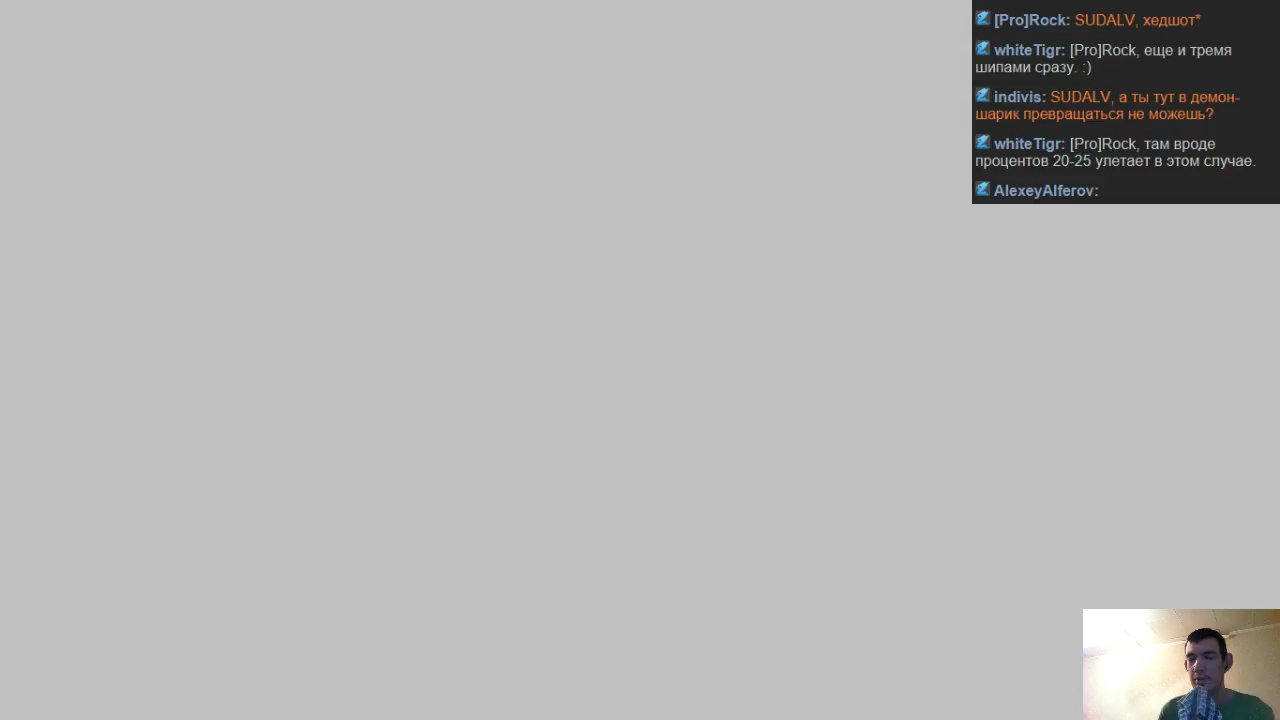 [Pro]Rock: SUDALV, хедшот*
whiteTigr: [Pro]Rock, еще и тремя
шипами сразу. :)
indivis: SUDALV, а ты тут в демон-
шарик превращаться не можешь?
whiteTigr: [Pro]Rock, там вроде
процентов 20-25 улетает в этом случае.
AlexeyAlferov: